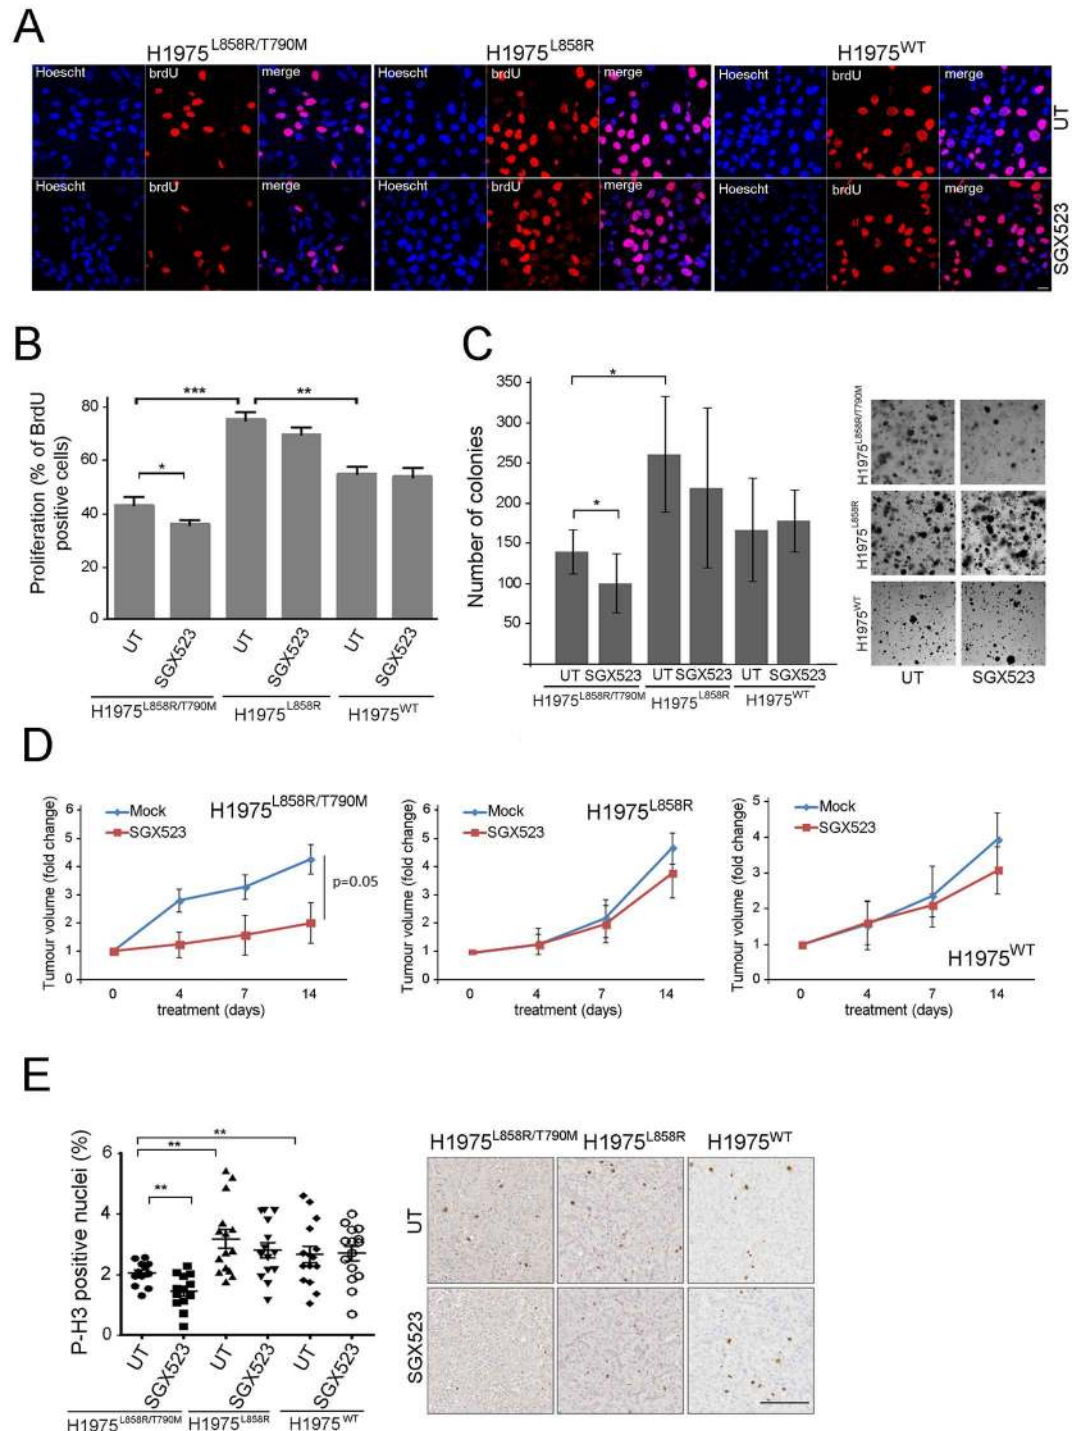 A
H1975L858R/T790M
H1975L858R
H1975WT
Hoescht brdU merge Hoescht brdU merge Hoescht brdU merge
UT
Hoescht brdU merge Hoescht brdU merge Hoescht brdU merge
SGX523
B
Proliferation (% of BrdU
positive cells)
80
60
40
20
0
***
**
*
UT SGX523 UT SGX523 UT SGX523
H1975L858R/T790M H1975L858R H1975WT
C
Number of colonies
350
300
250
200
150
100
50
*
*
UT SGX523 UT SGX523 UT SGX523
H1975L858R/T790M H1975L858R H1975WT
H1975L858R/T790M
H1975L858R
H1975WT
UT SGX523
D
Tumour volume (fold change)
6
5
4
3
2
1
0
Mock
SGX523
H1975L858R/T790M
p=0.05
0 4 7 14
treatment (days)
Tumour volume (fold change)
6
5
4
3
2
1
0
Mock
SGX523
H1975L858R
0 4 7 14
treatment (days)
Tumour volume (fold change)
5
4
3
2
1
0
Mock
SGX523
H1975WT
0 4 7 14
treatment (days)
E
P-H3 positive nuclei (%)
6
4
2
0
**
**
**
UT SGX523 UT SGX523 UT SGX523
H1975L858R/T790M H1975L858R H1975WT
H1975L858R/T790M H1975L858R H1975WT
UT
SGX523